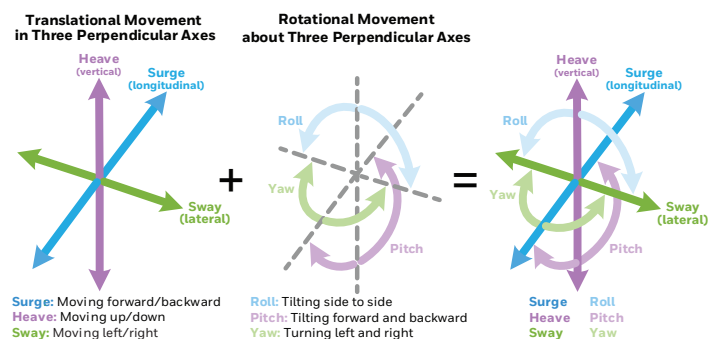 Translational Movement
in Three Perpendicular Axes
Heave
(vertical)
Surge
(longitudinal)
Sway
(lateral)
Surge: Moving forward/backward
Heave: Moving up/down
Sway: Moving left/right
+
Rotational Movement
about Three Perpendicular Axes
Roll
Yaw
Pitch
Roll: Tilting side to side
Pitch: Tilting forward and backward
Yaw: Turning left and right
=
Heave
(vertical)
Surge
(longitudinal)
Roll
Yaw
Sway
(lateral)
Pitch
Surge Roll
Heave Pitch
Sway Yaw